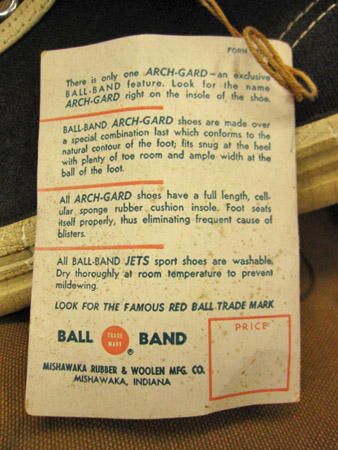 FORM
There is only one ARCH-GARD—an exclusive
BALL-BAND feature. Look for the name
ARCH-GARD right on the insole of the shoe.
BALL-BAND ARCH-GARD shoes are made over
a special combination last which conforms to the
natural contour of the foot; fits snug at the heel
with plenty of toe room and ample width at the
ball of the foot.
All ARCH-GARD shoes have a full length, cell-
ular sponge rubber cushion insole. Foot seats
itself properly, thus eliminating frequent cause of
blisters.
All BALL-BAND JETS sport shoes are washable.
Dry thoroughly at room temperature to prevent
mildewing.
LOOK FOR THE FAMOUS RED BALL TRADE MARK
BALL TRADE MARK ® BAND
PRICE
MISHAWAKA RUBBER & WOOLEN MFG. CO.
MISHAWAKA, INDIANA